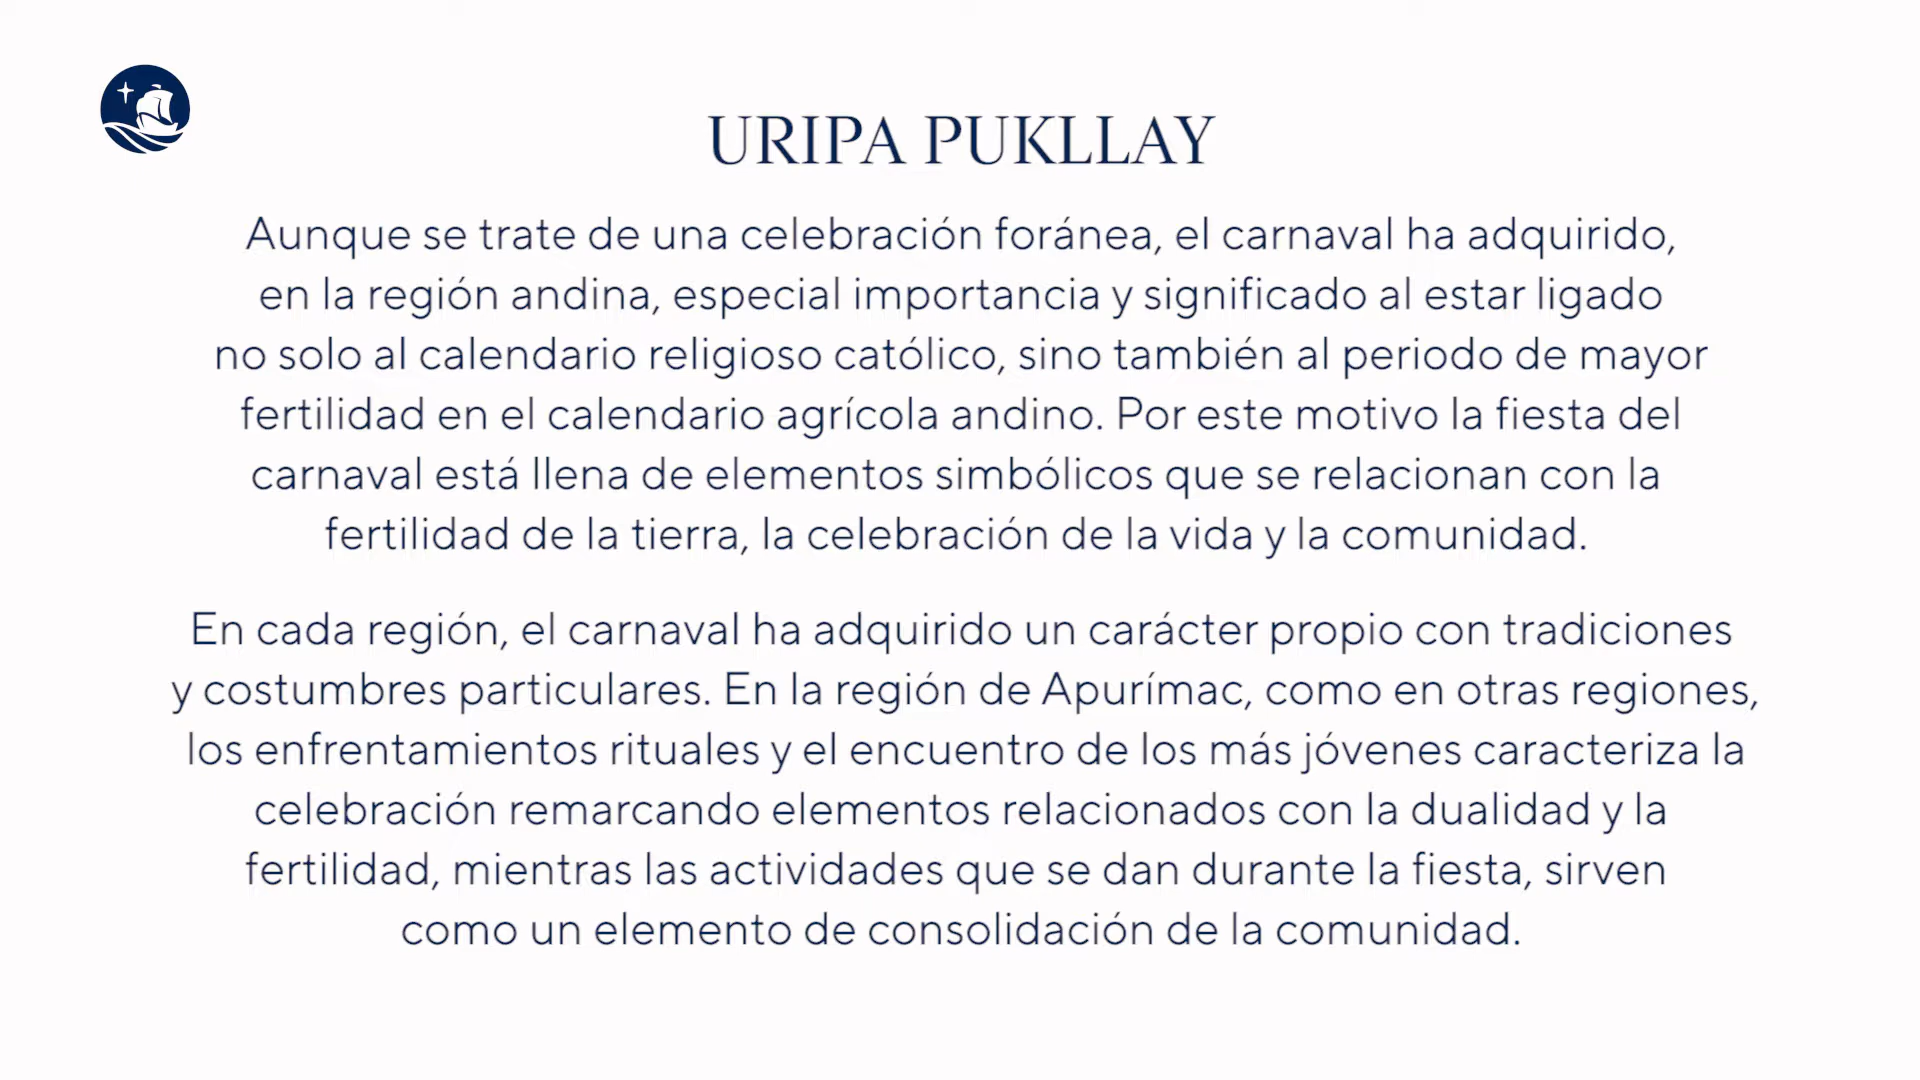 URIPA PUKLLAY
Aunque se trate de una celebración foránea, el carnaval ha adquirido,
en la región andina, especial importancia y significado al estar ligado
no solo al calendario religioso católico, sino también al periodo de mayor
fertilidad en el calendario agrícola andino. Por este motivo la fiesta del
carnaval está llena de elementos simbólicos que se relacionan con la
fertilidad de la tierra, la celebración de la vida y la comunidad.
En cada región, el carnaval ha adquirido un carácter propio con tradiciones
y costumbres particulares. En la región de Apurímac, como en otras regiones,
los enfrentamientos rituales y el encuentro de los más jóvenes caracteriza la
celebración remarcando elementos relacionados con la dualidad y la
fertilidad, mientras las actividades que se dan durante la fiesta, sirven
como un elemento de consolidación de la comunidad.